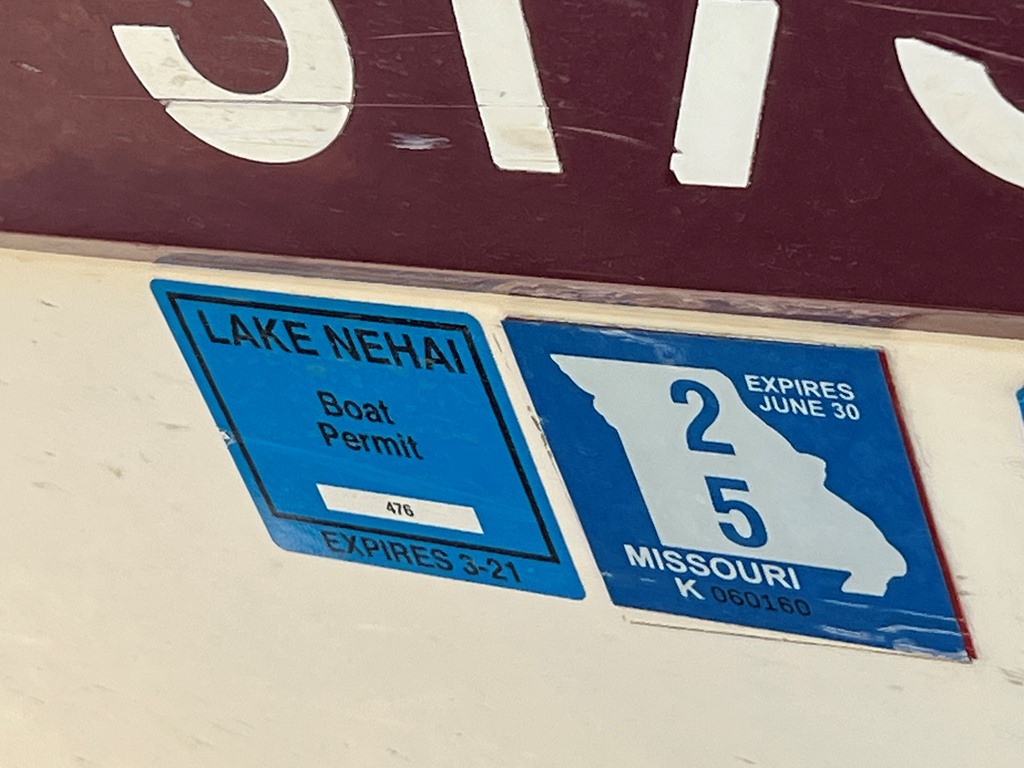 LAKE NEHAI
Boat
Permit
476
EXPIRES 3-21
EXPIRES
JUNE 30
2
5
MISSOURI
K 060160